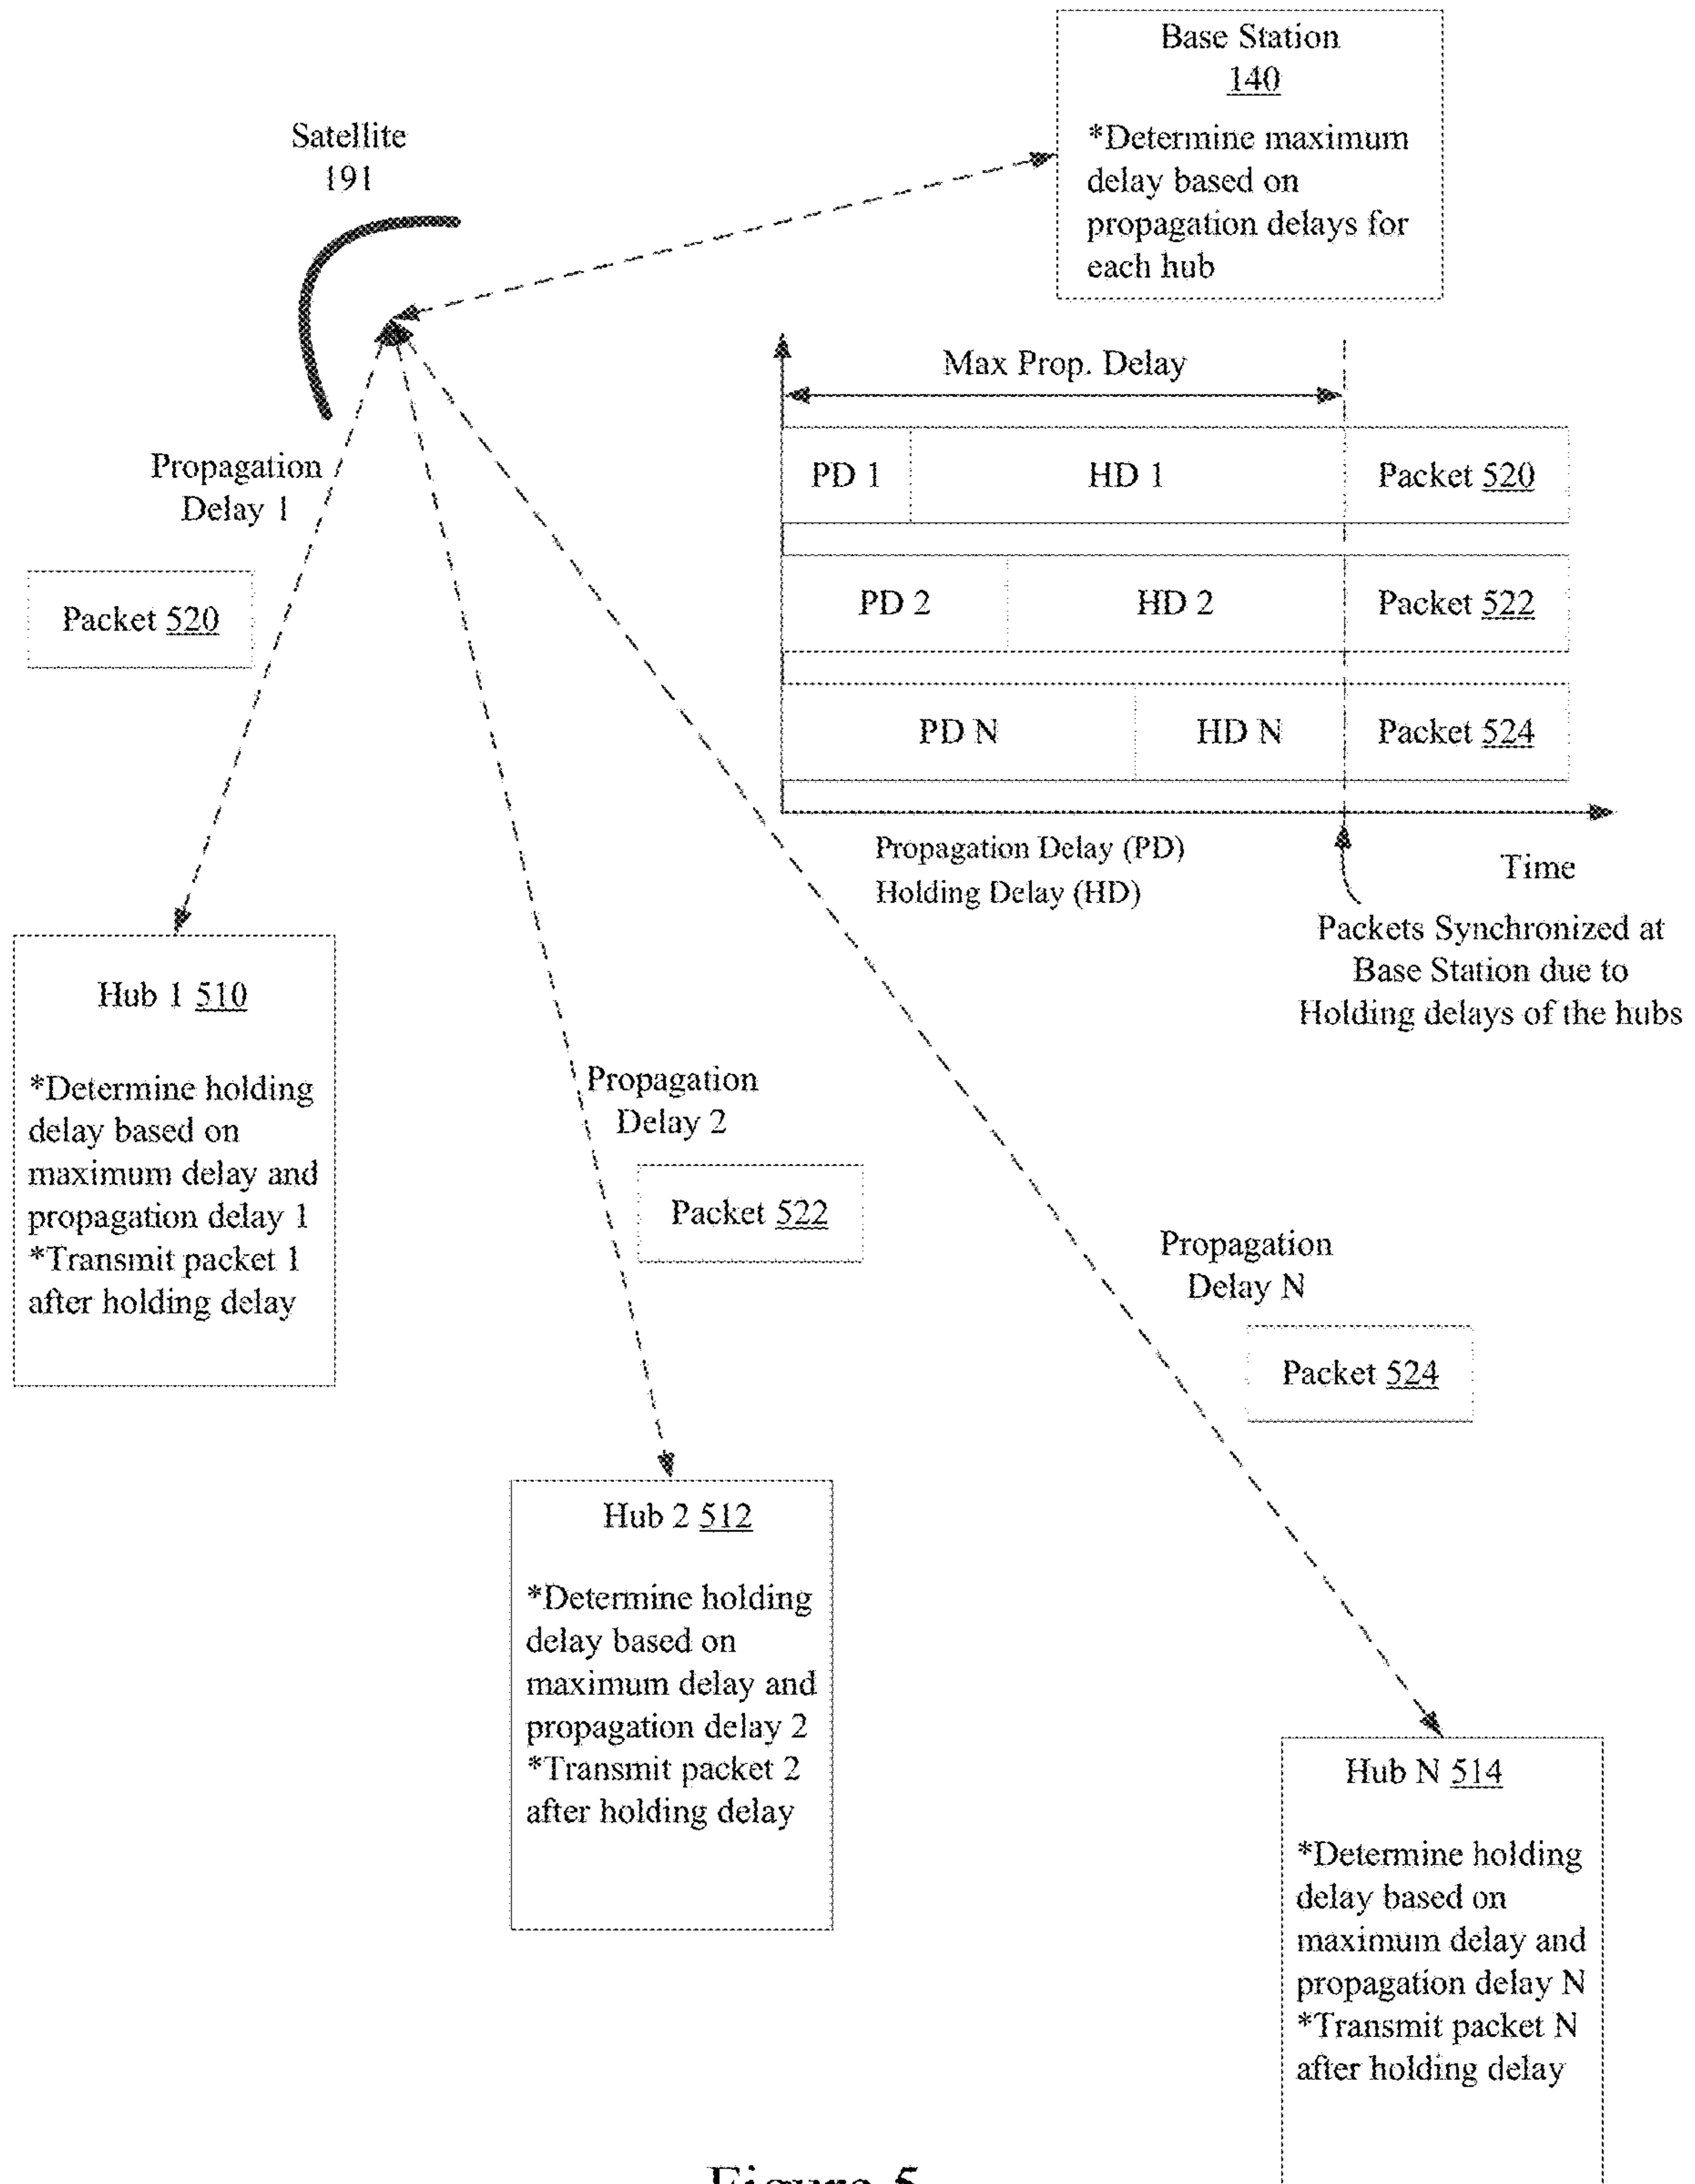 Base Station
140
*Determine maximum
delay based on
propagation delays for
each hub
Satellite
191
Max Prop. Delay
PD 1
HD 1
Packet 520
PD 2
HD 2
Packet 522
PD N
HD N
Packet 524
Propagation Delay (PD)
Holding Delay (HD)
Time
Packets Synchronized at
Base Station due to
Holding delays of the hubs
Propagation
Delay 1
Packet 520
Hub 1 510
*Determine holding
delay based on
maximum delay and
propagation delay 1
*Transmit packet 1
after holding delay
Propagation
Delay 2
Packet 522
Hub 2 512
*Determine holding
delay based on
maximum delay and
propagation delay 2
*Transmit packet 2
after holding delay
Propagation
Delay N
Packet 524
Hub N 514
*Determine holding
delay based on
maximum delay and
propagation delay N
*Transmit packet N
after holding delay
Figure 5